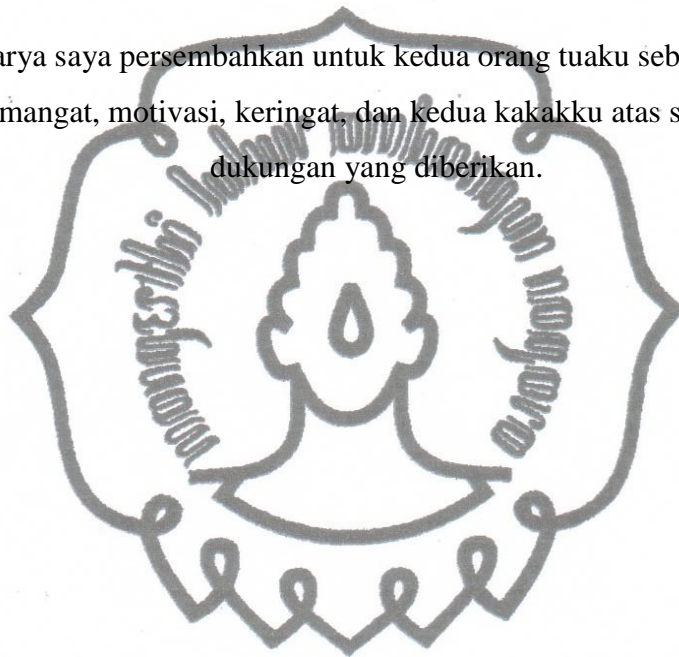 arya saya persembahkan untuk kedua orang tuaku seb
mangat, motivasi, keringat, dan kedua kakakku atas s
dukungan yang diberikan.